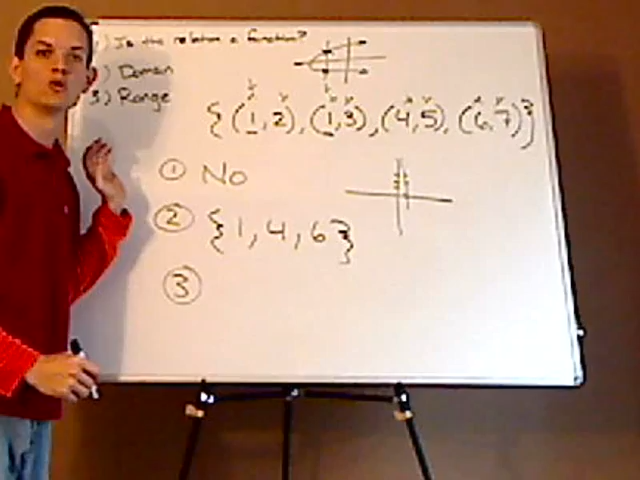 ) Is the relation a function?
) Domain
3) Range
{(1,2),(1,3),(4,5),(6,7)}
① No
② {1,4,6}
③